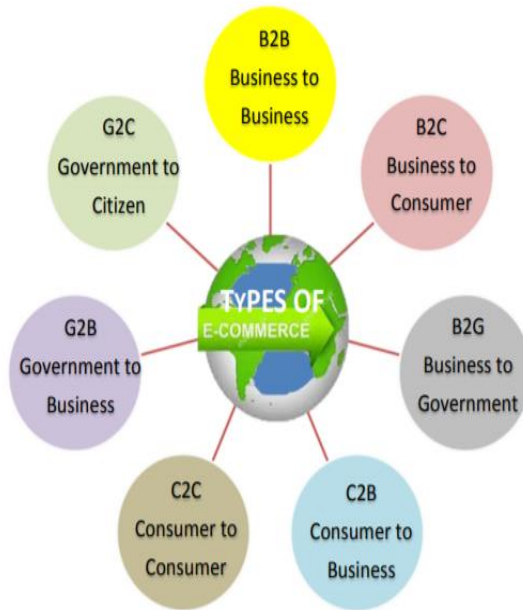 B2B
Business to
Business
B2C
Business to
Consumer
B2G
Business to
Government
C2B
Consumer to
Business
C2C
Consumer to
Consumer
G2B
Government to
Business
G2C
Government to
Citizen
TYPES OF
E-COMMERCE